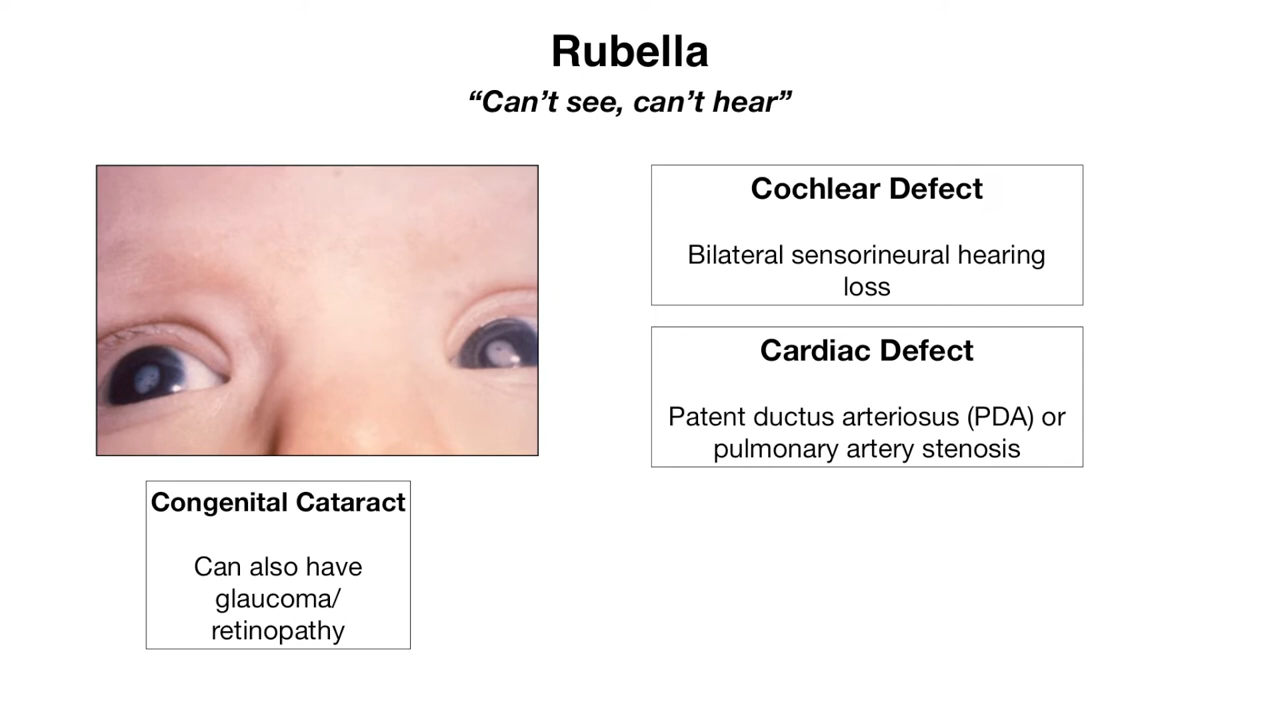 Rubella
“Can’t see, can’t hear”
Cochlear Defect
Bilateral sensorineural hearing
loss
Cardiac Defect
Patent ductus arteriosus (PDA) or
pulmonary artery stenosis
Congenital Cataract
Can also have
glaucoma/
retinopathy